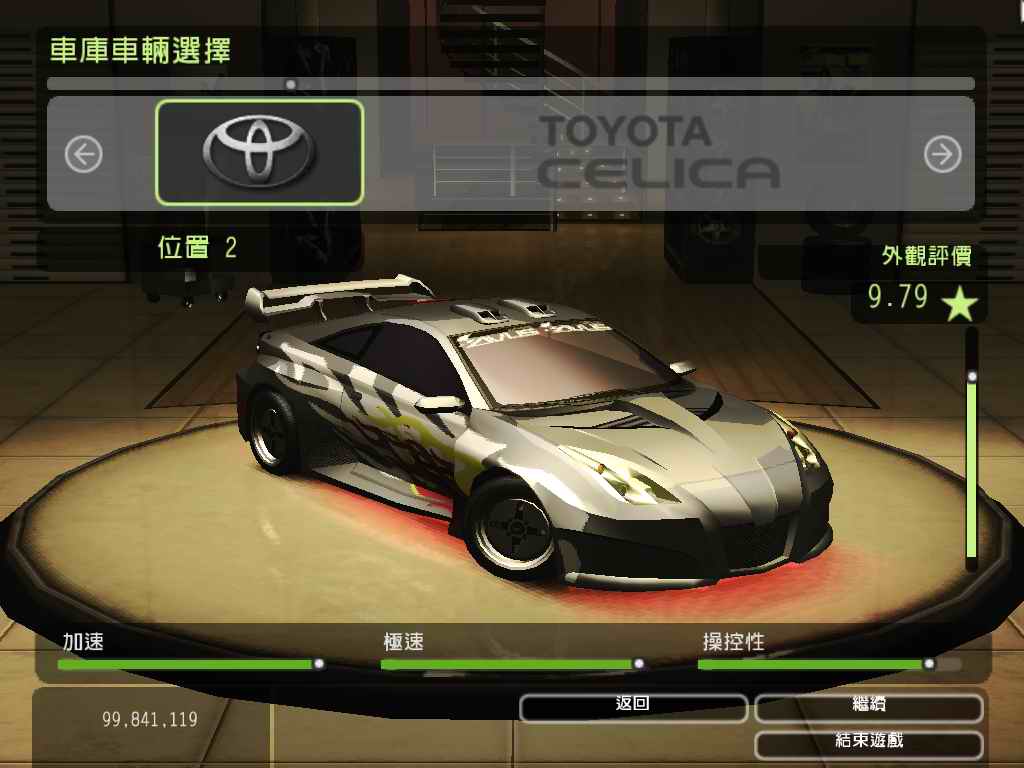 車庫車輛選擇
TOYOTA
CELICA
位置 2
外觀評價
9.79
加速
極速
操控性
99,841,119
返回
繼續
結束遊戲